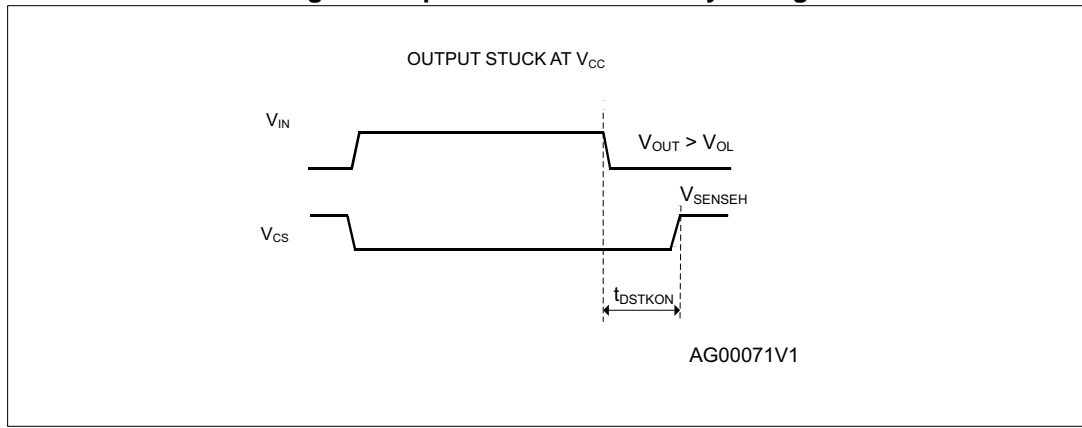 OUTPUT STUCK AT VCC
VIN
VOUT > VOL
VSENSEH
VCS
tDSTKON
AG00071V1